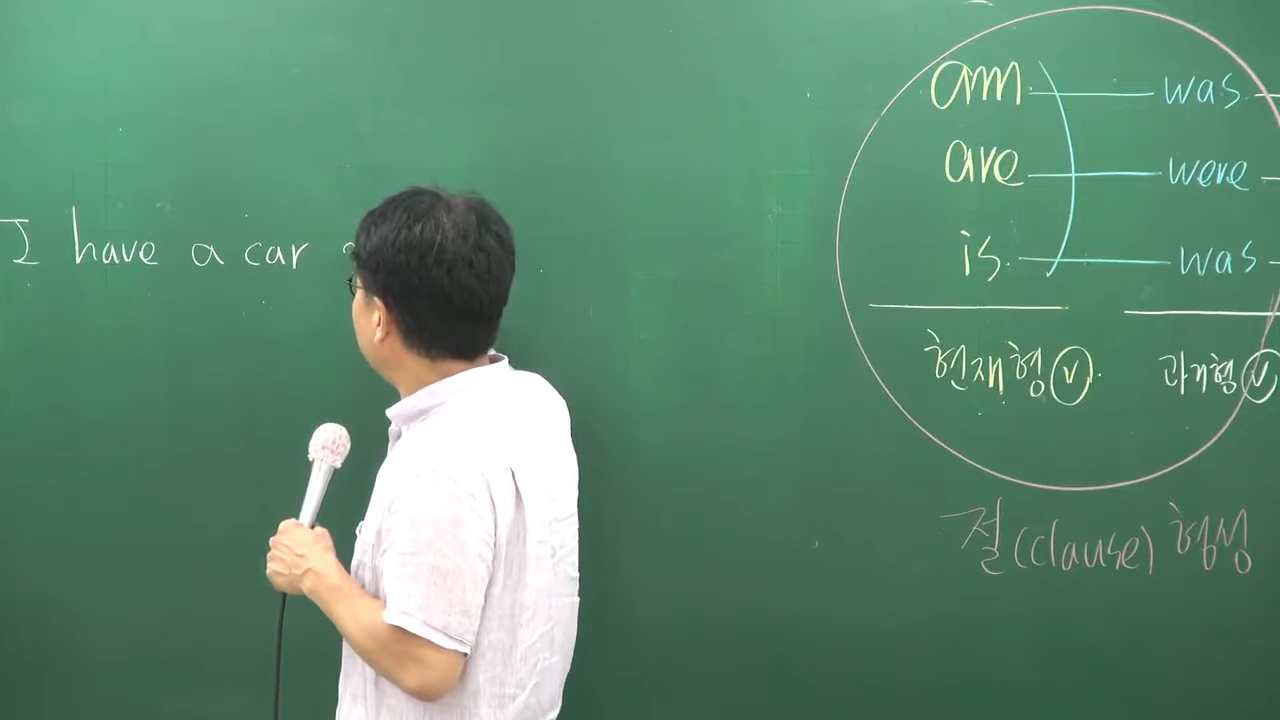 I have a car
am was
are were
is was
현재형 v 과거형 v
절(clause) 형성